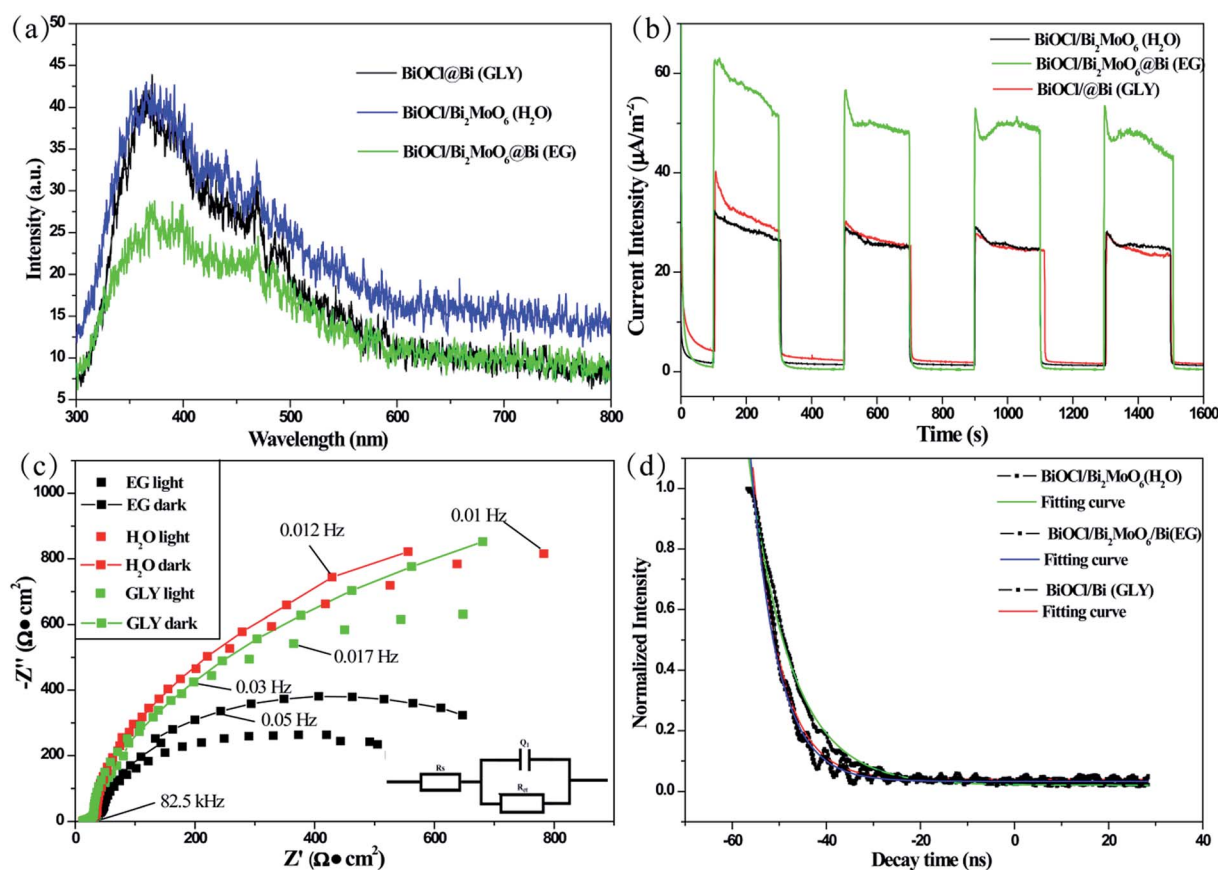 (a)
50
45
40
35
30
25
20
15
10
5
Intensity (a.u.)
BiOCl@Bi (GLY)
BiOCl/Bi₂MoO₆ (H₂O)
BiOCl/Bi₂MoO₆@Bi (EG)
300 400 500 600 700 800
Wavelength (nm)
(b)
60
40
20
0
Current Intensity (μA/m⁻²)
BiOCl/Bi₂MoO₆ (H₂O)
BiOCl/Bi₂MoO₆@Bi (EG)
BiOCl/@Bi (GLY)
0 200 400 600 800 1000 1200 1400 1600
Time (s)
(c)
1000
800
600
400
200
0
-Z'' (Ω●cm²)
EG light
EG dark
H₂O light
H₂O dark
GLY light
GLY dark
0.012 Hz
0.01 Hz
0.017 Hz
0.03 Hz
0.05 Hz
82.5 kHz
Rs
Q₁
Rct
0 200 400 600 800
Z' (Ω●cm²)
(d)
1.0
0.8
0.6
0.4
0.2
0.0
Normalized Intensity
BiOCl/Bi₂MoO₆(H₂O)
Fitting curve
BiOCl/Bi₂MoO₆/Bi(EG)
Fitting curve
BiOCl/Bi (GLY)
Fitting curve
-60 -40 -20 0 20 40
Decay time (ns)